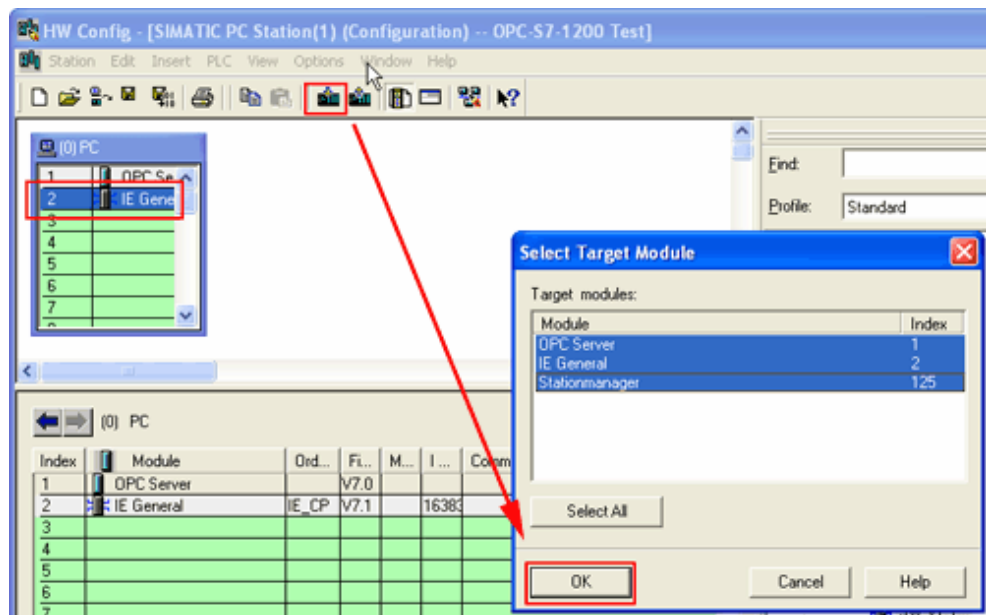 HW Config - [SIMATIC PC Station(1) (Configuration) -- OPC-S7-1200 Test]
Station Edit Insert PLC View Options Window Help
(0) PC
1 OPC Se
2 IE Gene
3
4
5
6
7
Find:
Profile: Standard
Select Target Module
Target modules:
Module Index
OPC Server 1
IE General 2
Stationmanager 125
Select All
OK Cancel Help
(0) PC
Index Module Ord... Fi... M... I ... Comm
1 OPC Server V7.0
2 IE General IE_CP V7.1 16383
3
4
5
6
7